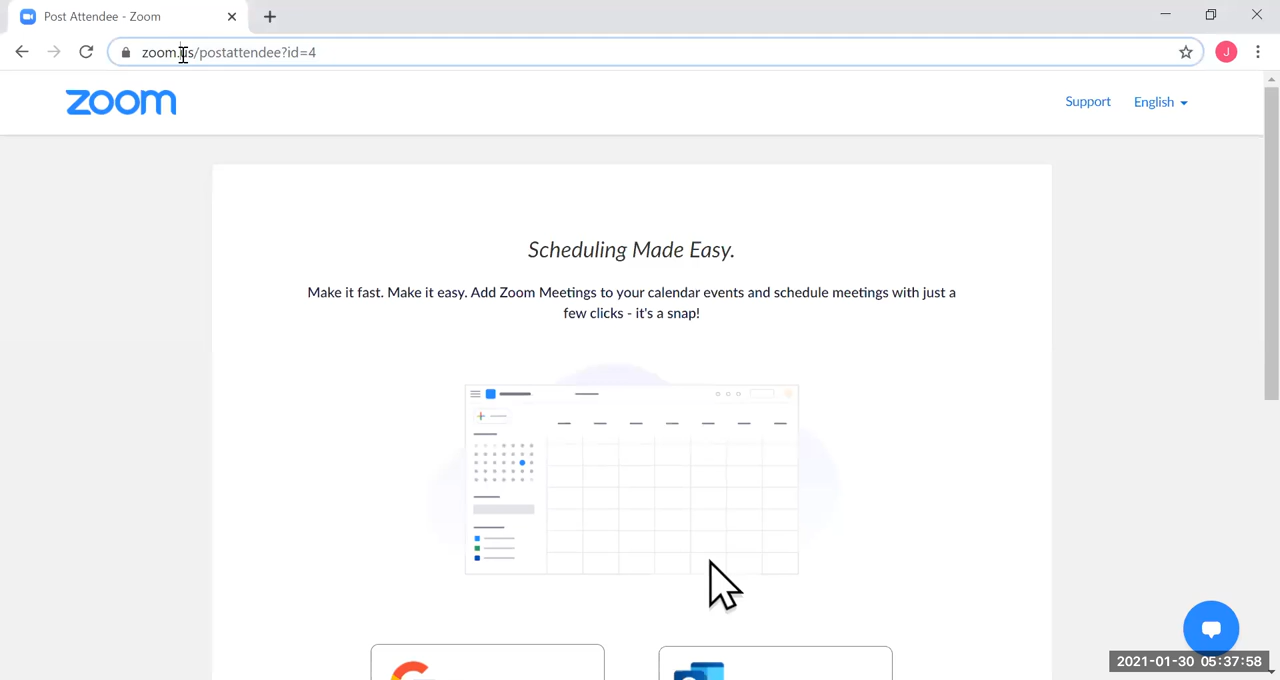 Post Attendee - Zoom
zoom.us/postattendee?id=4
J
zoom
Support
English
Scheduling Made Easy.
Make it fast. Make it easy. Add Zoom Meetings to your calendar events and schedule meetings with just a
few clicks - it's a snap!
2021-01-30 05:37:58